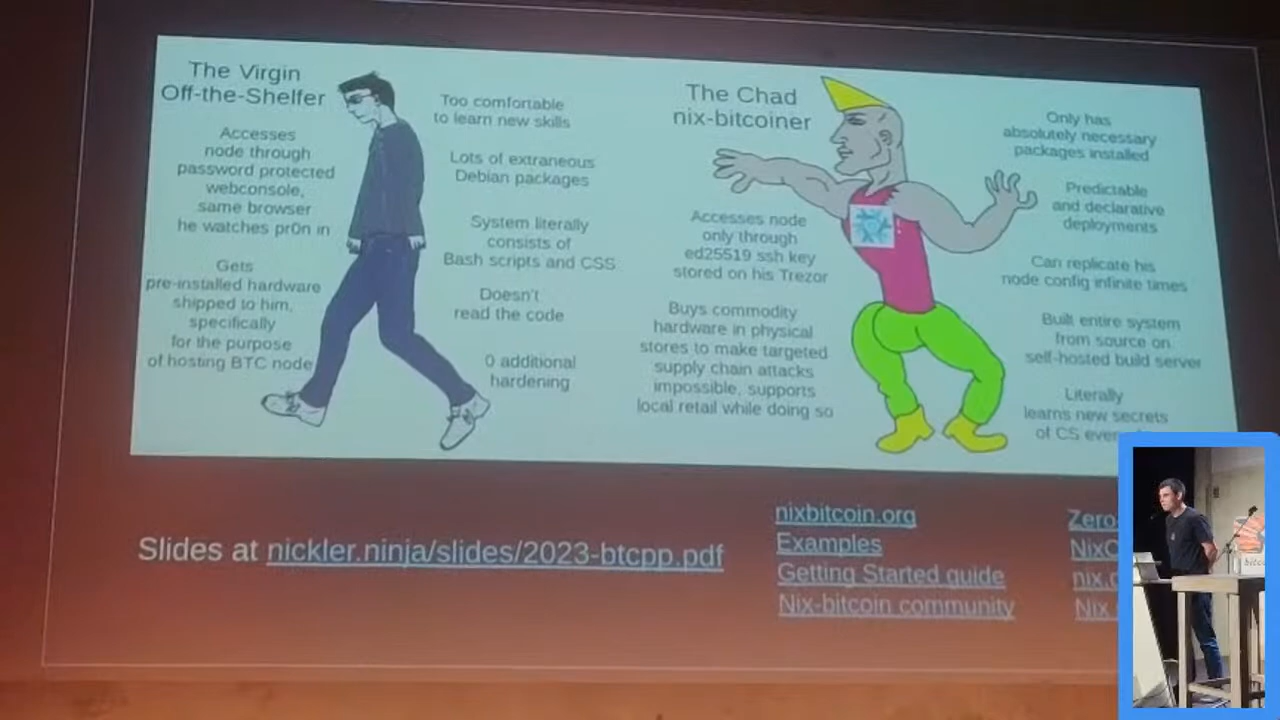 The Virgin
Off-the-Shelfer
Accesses
node through
password protected
webconsole,
same browser
he watches pr0n in
Gets
pre-installed hardware
shipped to him,
specifically
for the purpose
of hosting BTC node
Too comfortable
to learn new skills
Lots of extraneous
Debian packages
System literally
consists of
Bash scripts and CSS
Doesn't
read the code
0 additional
hardening
The Chad
nix-bitcoiner
Accesses node
only through
ed25519 ssh key
stored on his Trezor
Buys commodity
hardware in physical
stores to make targeted
supply chain attacks
impossible, supports
local retail while doing so
Only has
absolutely necessary
packages installed
Predictable
and declarative
deployments
Can replicate his
node config infinite times
Built entire system
from source on
self-hosted build server
Literally
learns new secrets
of CS
Slides at nickler.ninja/slides/2023-btcpp.pdf
nixbitcoin.org
Examples
Getting Started guide
Nix-bitcoin community
Zero
Nix